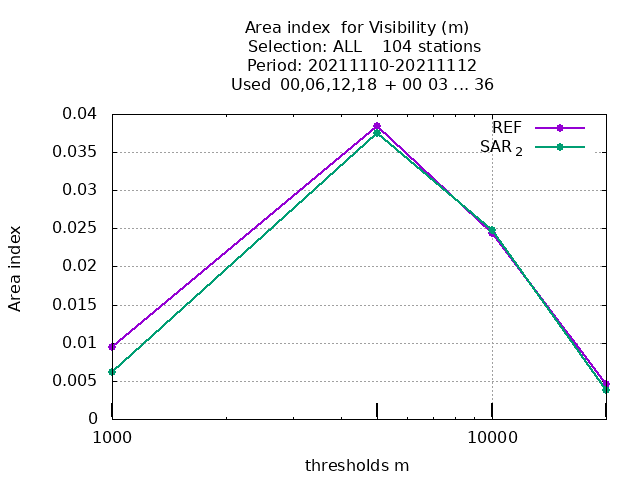 Area index  for Visibility (m)
Selection: ALL    104 stations
Period: 20211110-20211112
Used  00,06,12,18 + 00 03 ... 36
0.04
0.035
0.03
0.025
0.02
0.015
0.01
0.005
0
Area index
REF
SAR 2
1000
10000
thresholds m